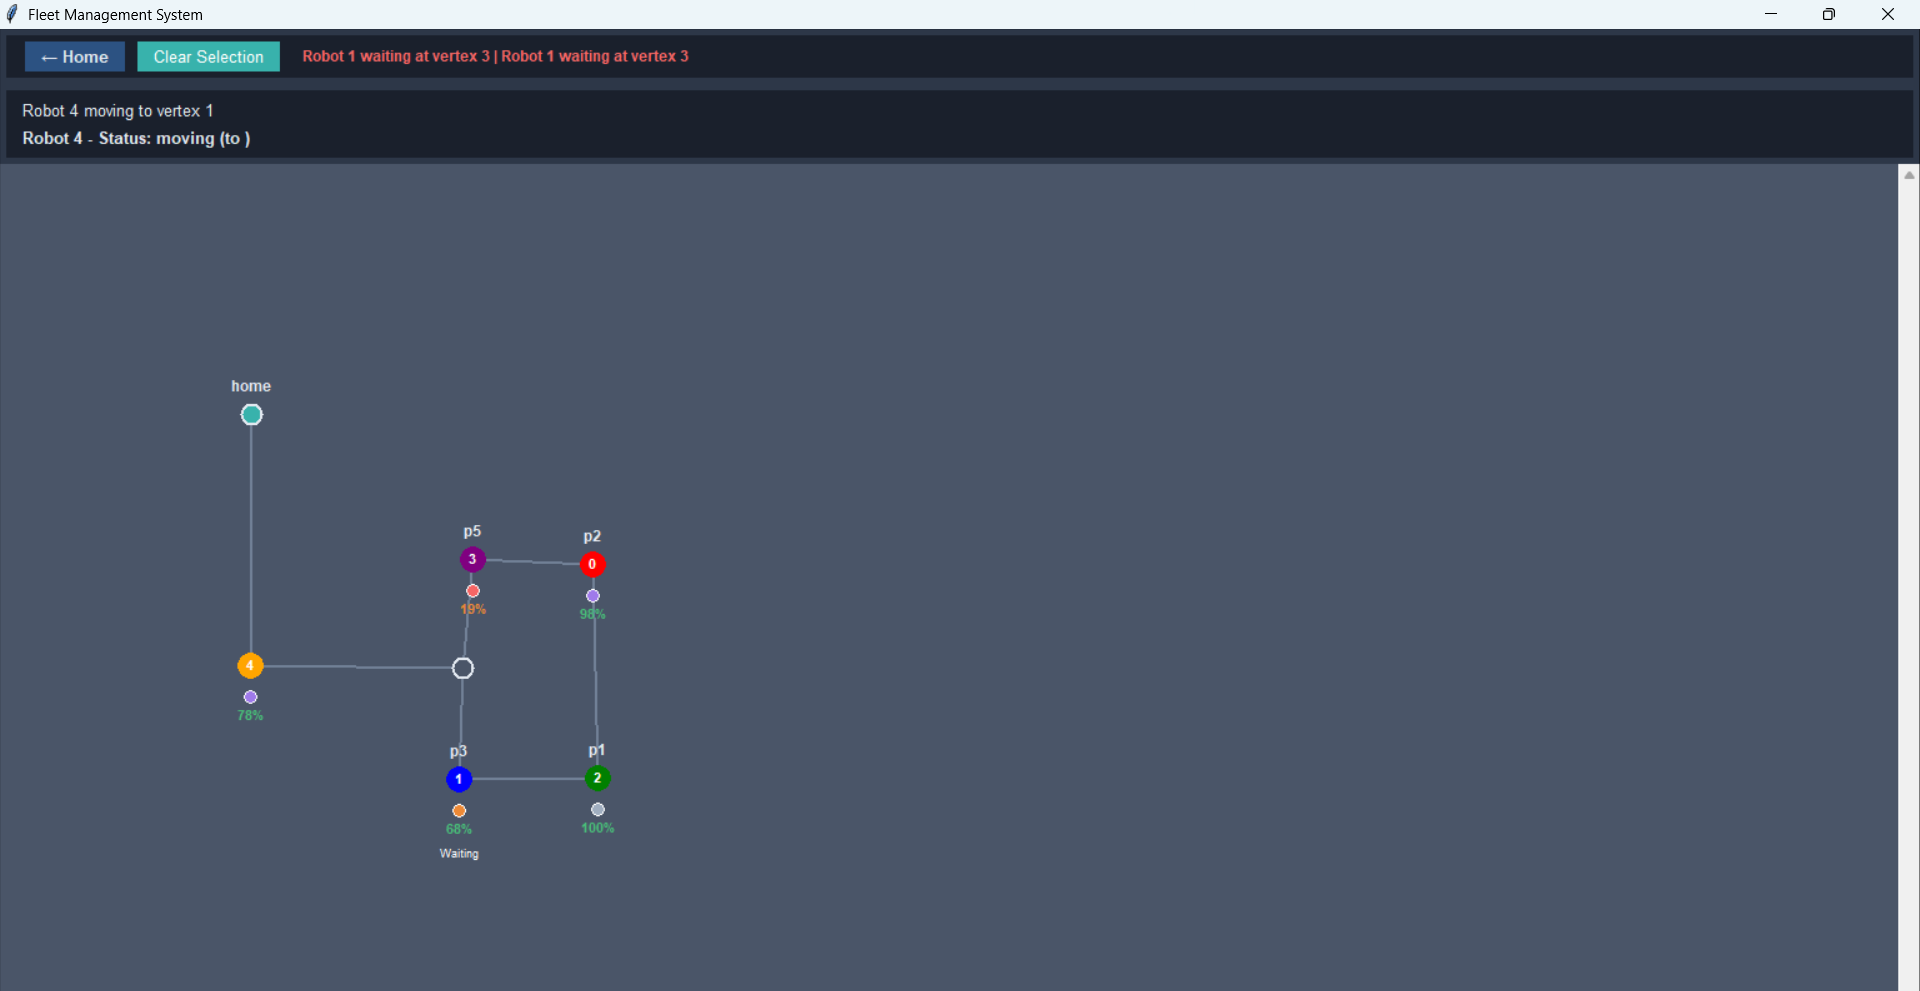 Fleet Management System
← Home
Clear Selection
Robot 1 waiting at vertex 3 | Robot 1 waiting at vertex 3
Robot 4 moving to vertex 1
Robot 4 - Status: moving (to )
home
p5
p2
3
0
19%
98%
4
78%
p3
p1
1
2
68%
100%
Waiting